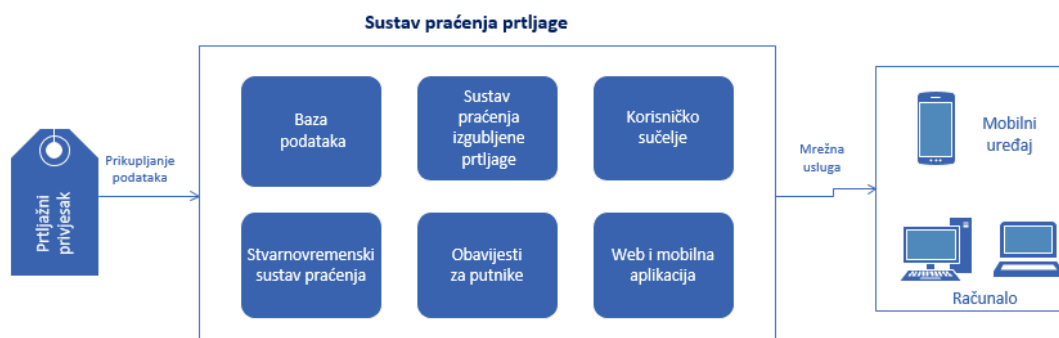 Sustav praćenja prtljage
Prtljažni
privjesak
Prikupljanje
podataka
Baza
podataka
Sustav
praćenja
izgubljene
prtljage
Korisničko
sučelje
Stvarnovremenski
sustav praćenja
Obavijesti
za putnike
Web i mobilna
aplikacija
Mrežna
usluga
Mobilni
uređaj
Računalo